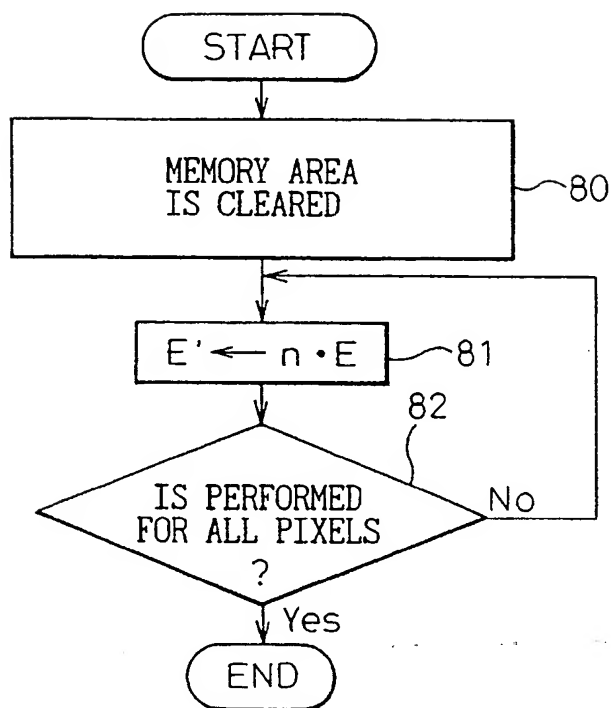 START
MEMORY AREA
IS CLEARED
80
E' ← n · E
81
82
IS PERFORMED
FOR ALL PIXELS
?
No
Yes
END